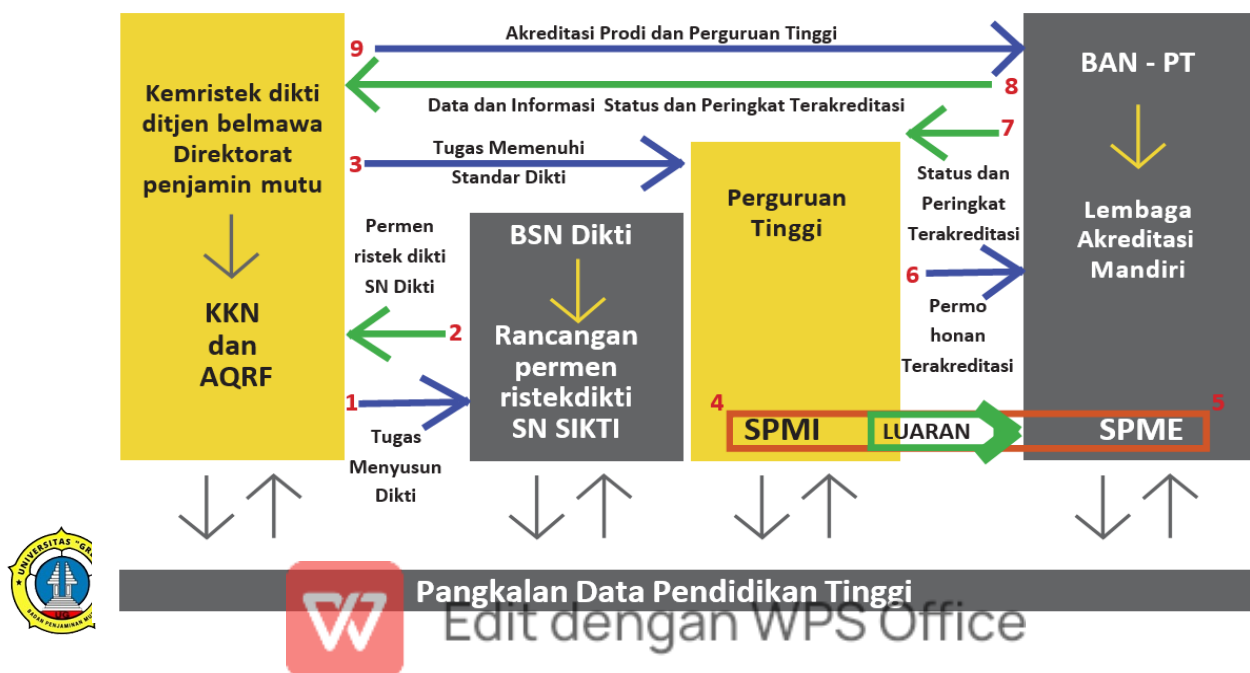 9
Akreditasi Prodi dan Perguruan Tinggi
8
Data dan Informasi Status dan Peringkat Terakreditasi
Kemristek dikti
ditjen belmawa
Direktorat
penjamin mutu
KKN
dan
AQRF
3
Tugas Memenuhi
Standar Dikti
Permen
ristek dikti
SN Dikti
2
1
Tugas
Menyusun
Dikti
BSN Dikti
Rancangan
permen
ristekdikti
SN SIKTI
Perguruan
Tinggi
4
SPMI
LUARAN
7
Status dan
Peringkat
Terakreditasi
6
Permo
honan
Terakreditasi
BAN - PT
Lembaga
Akreditasi
Mandiri
5
SPME
Pangkalan Data Pendidikan Tinggi
Edit dengan WPS Office
UNIVERSITAS